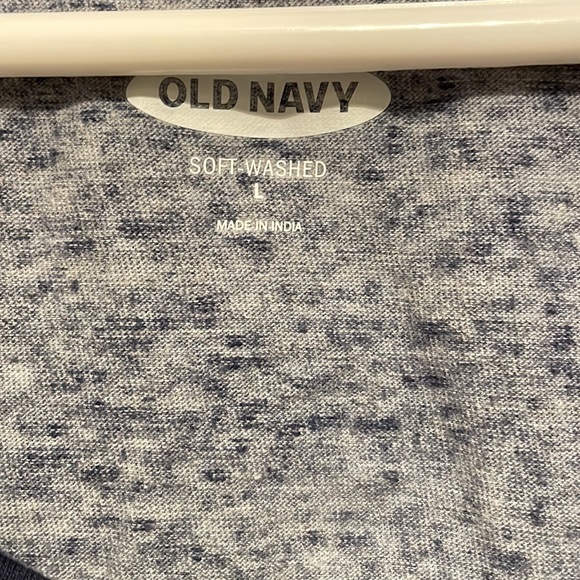 OLD NAVY
SOFT-WASHED
L
MADE IN INDIA